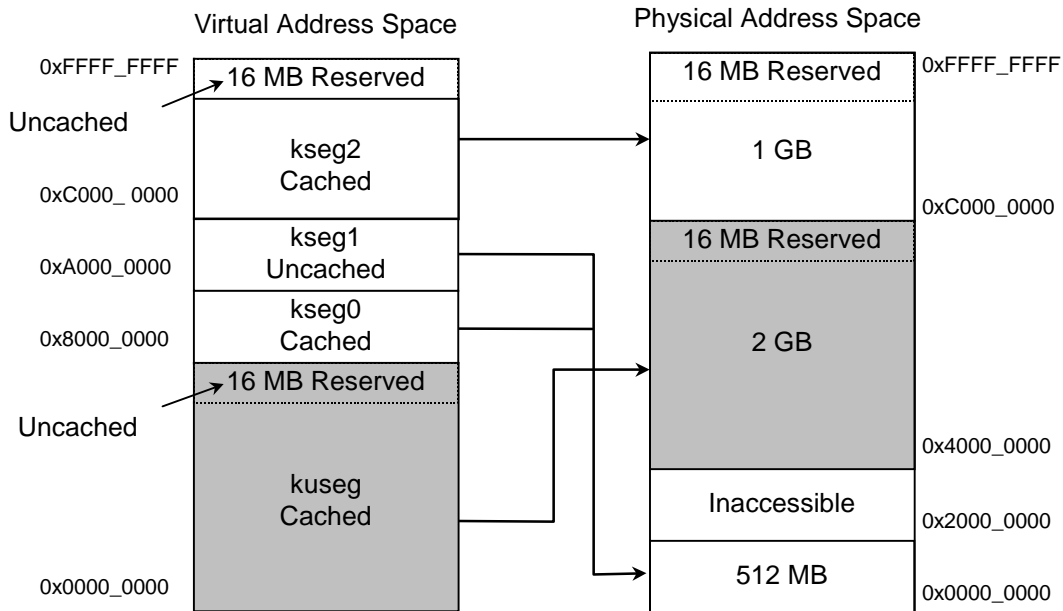 Virtual Address Space
Physical Address Space
0xFFFF_FFFF
16 MB Reserved
Uncached
kseg2
Cached
0xC000_ 0000
kseg1
Uncached
0xA000_0000
kseg0
Cached
0x8000_0000
16 MB Reserved
Uncached
kuseg
Cached
0x0000_0000
16 MB Reserved
0xFFFF_FFFF
1 GB
0xC000_0000
16 MB Reserved
2 GB
0x4000_0000
Inaccessible
0x2000_0000
512 MB
0x0000_0000